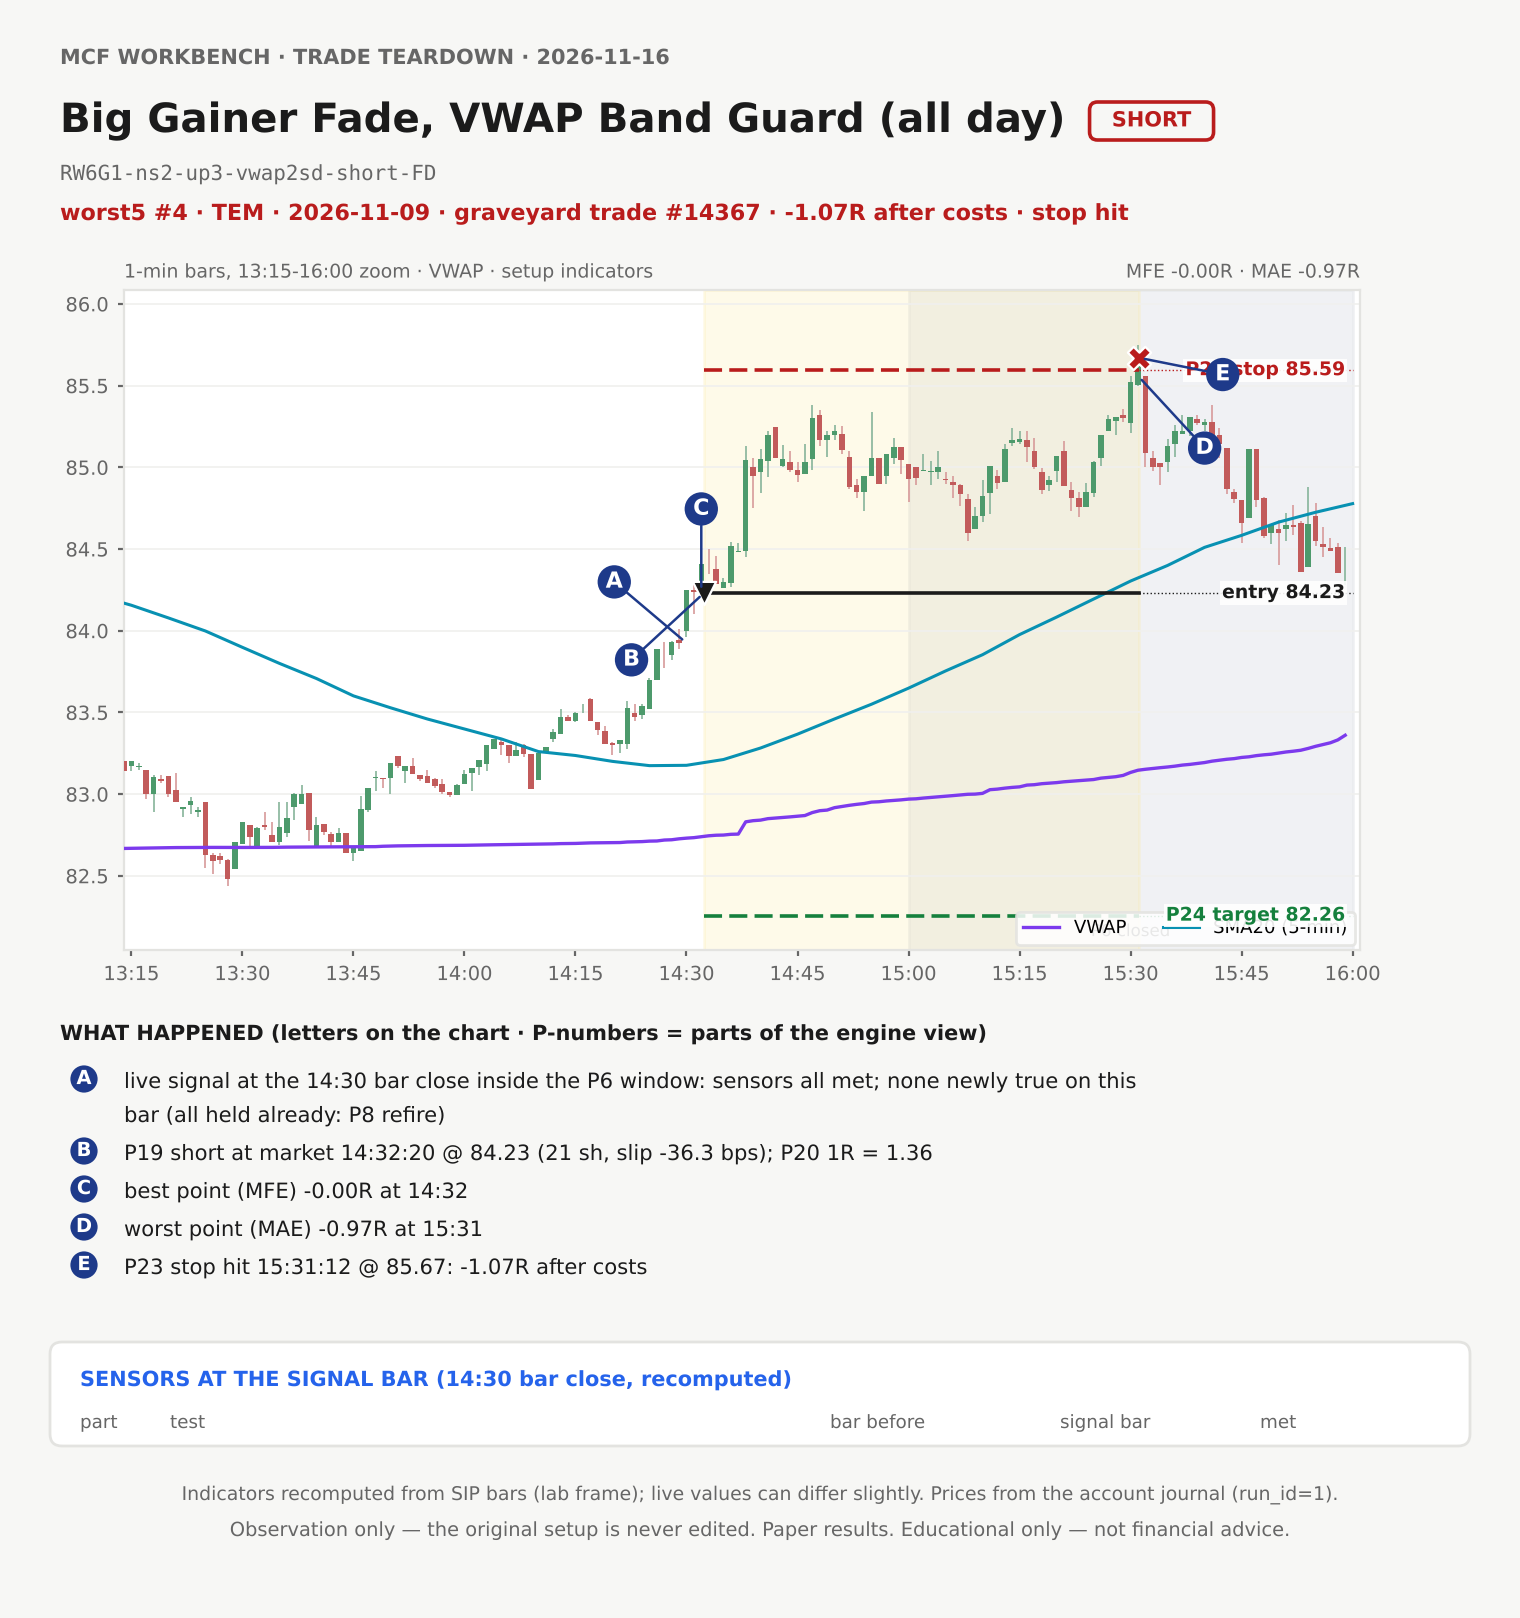 MCF WORKBENCH · TRADE TEARDOWN · 2026-11-16
Big Gainer Fade, VWAP Band Guard (all day) SHORT
RW6G1-ns2-up3-vwap2sd-short-FD
worst5 #4 · TEM · 2026-11-09 · graveyard trade #14367 · -1.07R after costs · stop hit
1-min bars, 13:15-16:00 zoom · VWAP · setup indicators MFE -0.00R · MAE -0.97R
86.0
85.5
85.0
84.5
84.0
83.5
83.0
82.5
stop 85.59
E
D
C
A
B
entry 84.23
P24 target 82.26
VWAP SMA20 (5-min)
closed
13:15 13:30 13:45 14:00 14:15 14:30 14:45 15:00 15:15 15:30 15:45 16:00
WHAT HAPPENED (letters on the chart · P-numbers = parts of the engine view)
A live signal at the 14:30 bar close inside the P6 window: sensors all met; none newly true on this
bar (all held already: P8 refire)
B P19 short at market 14:32:20 @ 84.23 (21 sh, slip -36.3 bps); P20 1R = 1.36
C best point (MFE) -0.00R at 14:32
D worst point (MAE) -0.97R at 15:31
E P23 stop hit 15:31:12 @ 85.67: -1.07R after costs
SENSORS AT THE SIGNAL BAR (14:30 bar close, recomputed)
part test bar before signal bar met
Indicators recomputed from SIP bars (lab frame); live values can differ slightly. Prices from the account journal (run_id=1).
Observation only — the original setup is never edited. Paper results. Educational only — not financial advice.